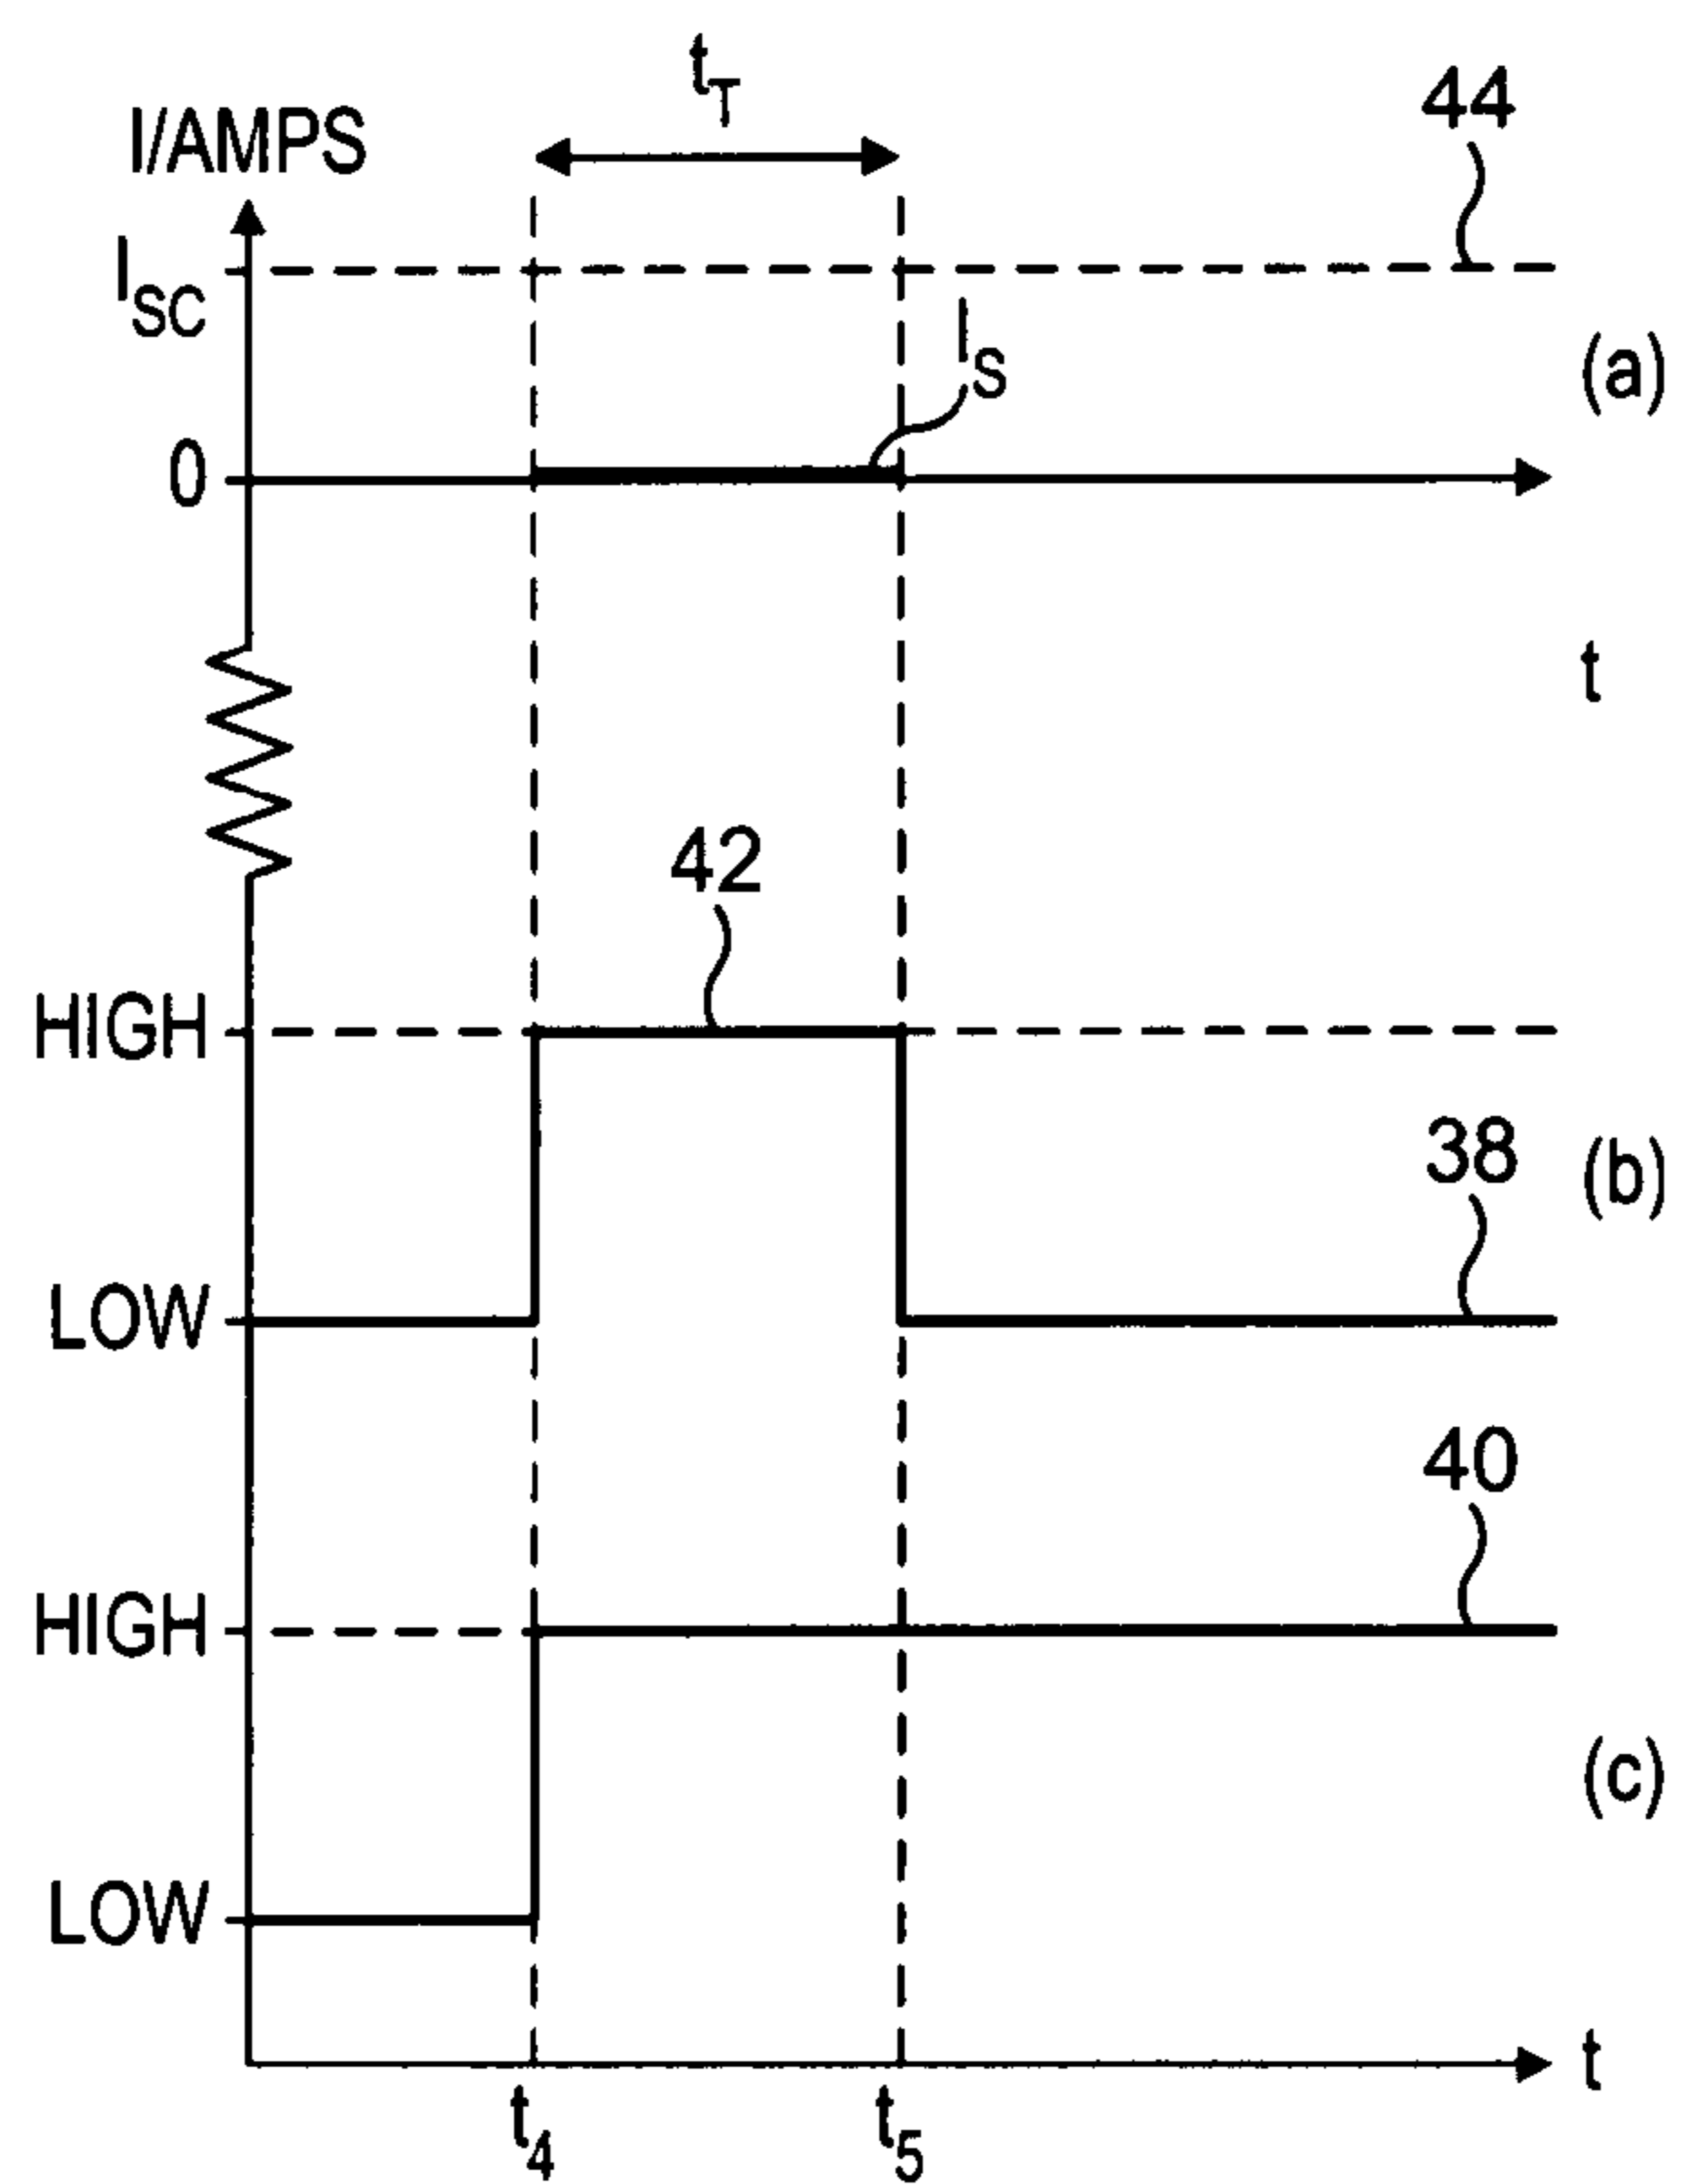 t_T
I/AMPS
44
I_SC
I_S
(a)
0
t
42
HIGH
38
(b)
LOW
40
HIGH
(c)
LOW
t
t_4
t_5